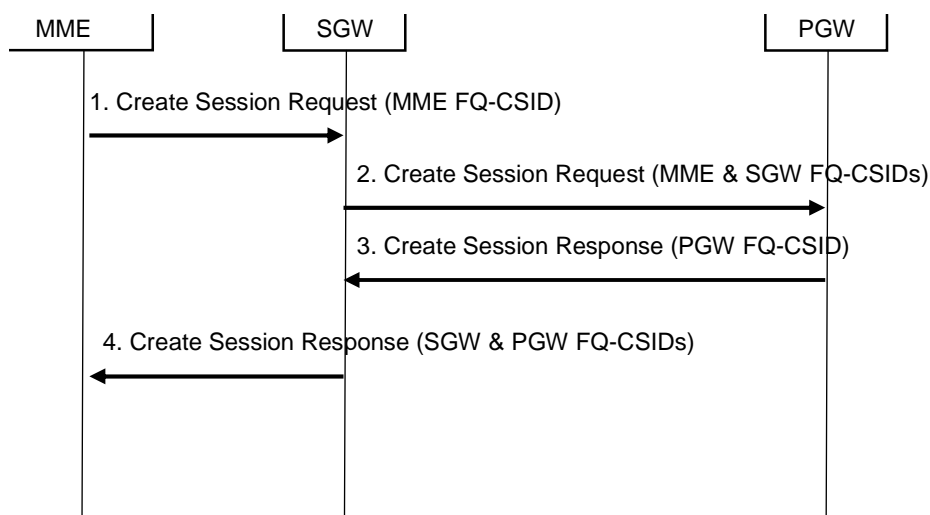 MME
SGW
PGW
1. Create Session Request (MME FQ-CSID)
2. Create Session Request (MME & SGW FQ-CSIDs)
3. Create Session Response (PGW FQ-CSID)
4. Create Session Response (SGW & PGW FQ-CSIDs)